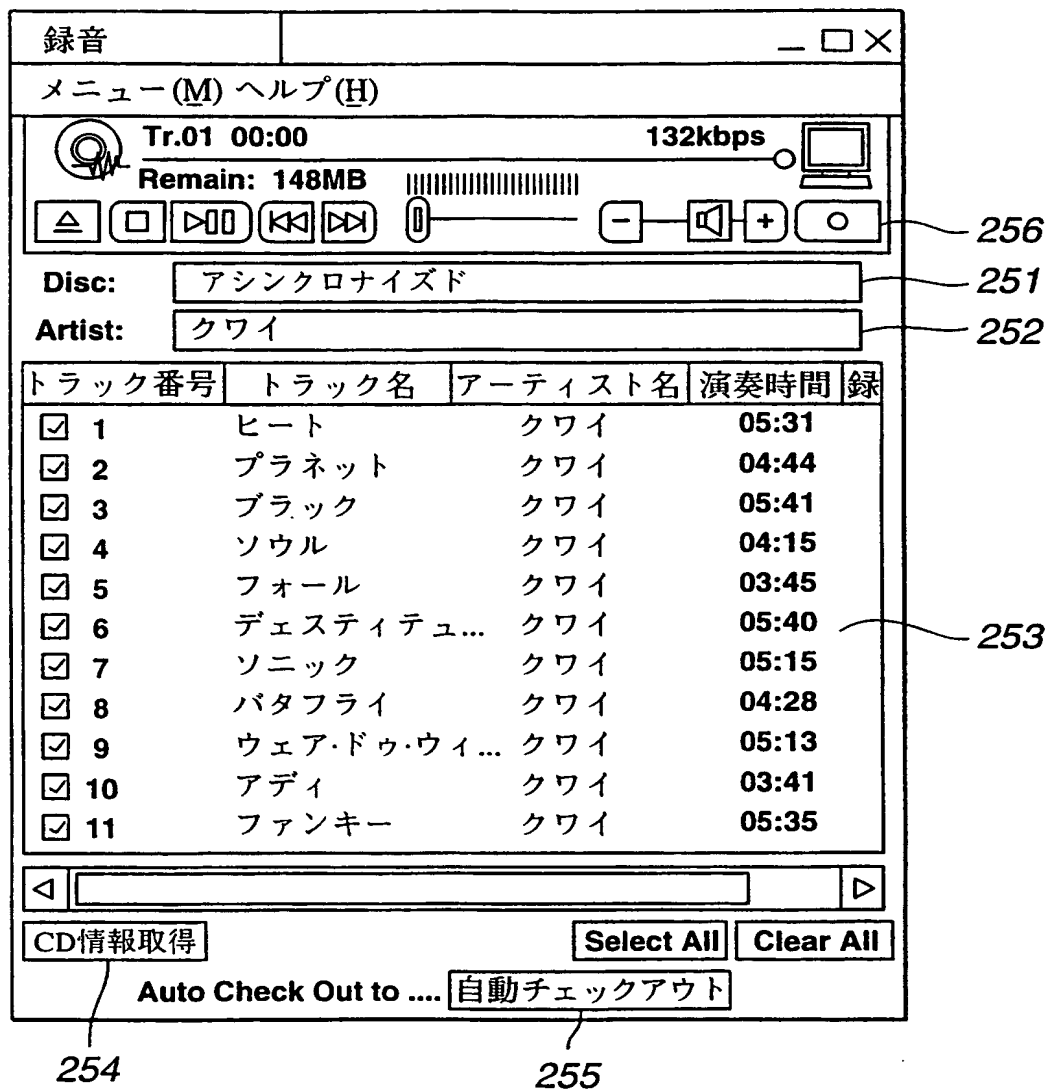 録音
メニュー(M) ヘルプ(H)
Tr.01 00:00 132kbps
Remain: 148MB
256
Disc: アシンクロナイズド 251
Artist: クワイ 252
トラック番号 トラック名 アーティスト名 演奏時間 録
1 ヒート クワイ 05:31
2 プラネット クワイ 04:44
3 ブラック クワイ 05:41
4 ソウル クワイ 04:15
5 フォール クワイ 03:45
6 デェスティテュ... クワイ 05:40 253
7 ソニック クワイ 05:15
8 バタフライ クワイ 04:28
9 ウェア·ドゥ·ウィ... クワイ 05:13
10 アディ クワイ 03:41
11 ファンキー クワイ 05:35
CD情報取得 Select All Clear All
Auto Check Out to .... 自動チェックアウト
254 255